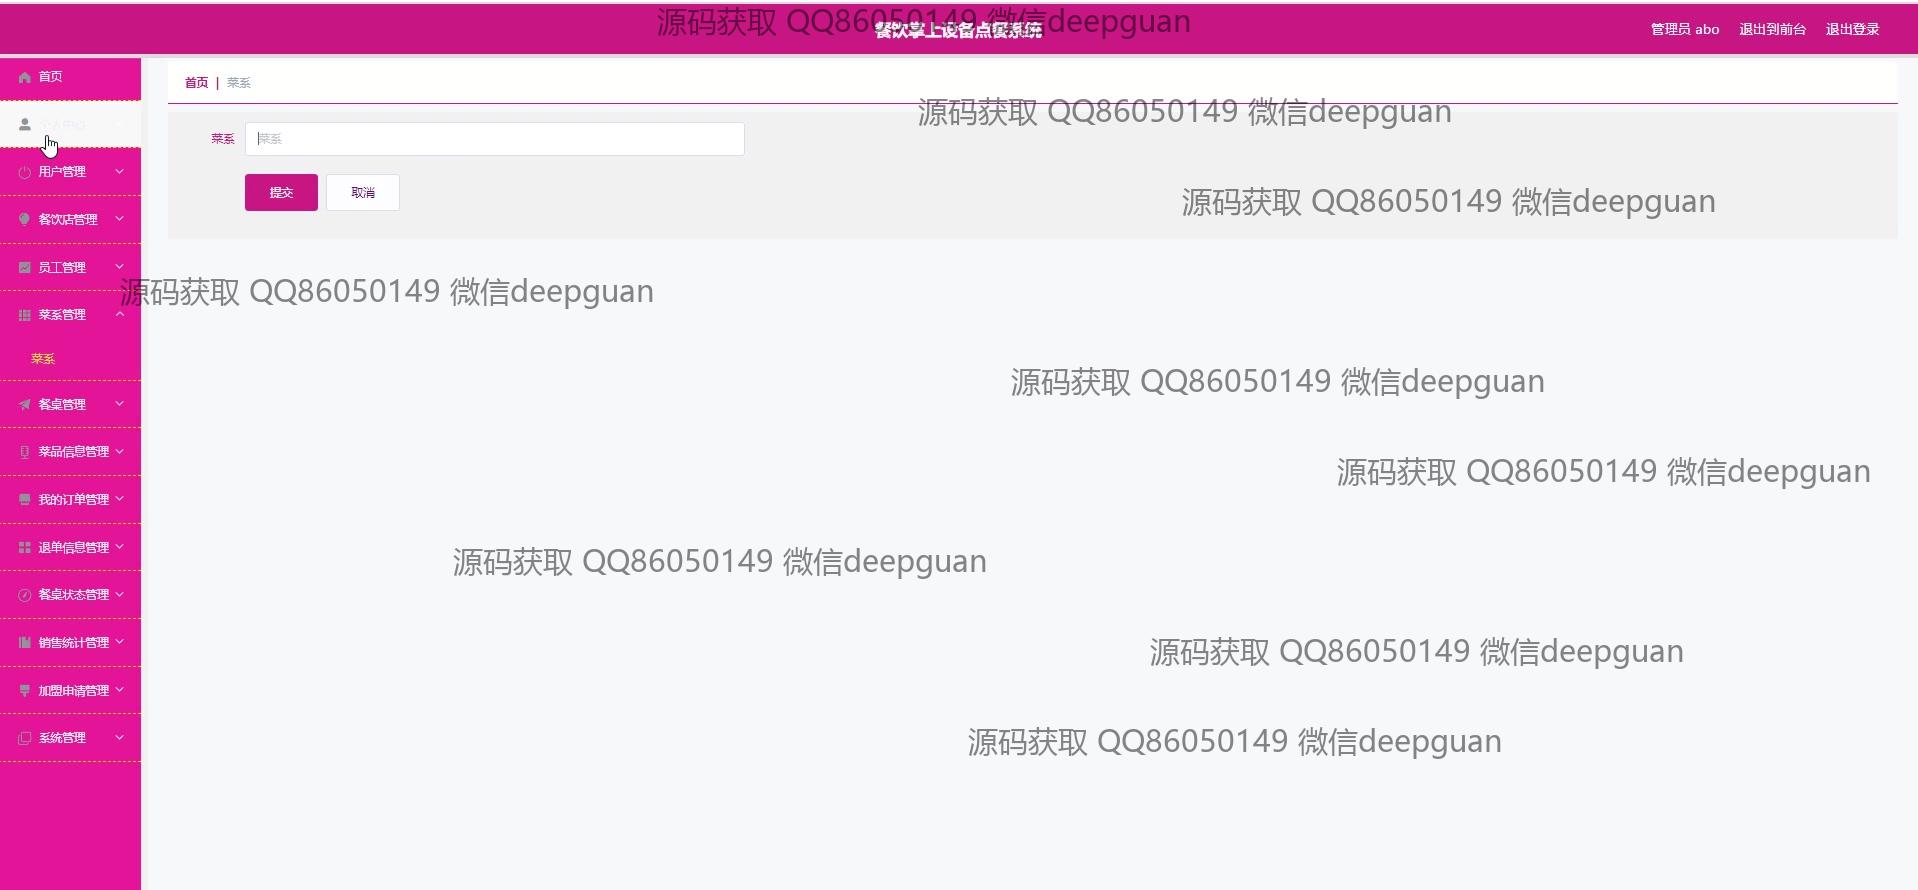 源码获取 QQ86050149 微信deepguan
餐饮掌上设备点餐系统
管理员 abo
退出到前台
退出登录
首页
个人中心
用户管理
餐饮店管理
员工管理
菜系管理
菜系
餐桌管理
菜品信息管理
我的订单管理
退单信息管理
餐桌状态管理
销售统计管理
加盟申请管理
系统管理
首页 | 菜系
源码获取 QQ86050149 微信deepguan
菜系
菜系
提交
取消
源码获取 QQ86050149 微信deepguan
源码获取 QQ86050149 微信deepguan
源码获取 QQ86050149 微信deepguan
源码获取 QQ86050149 微信deepguan
源码获取 QQ86050149 微信deepguan
源码获取 QQ86050149 微信deepguan
源码获取 QQ86050149 微信deepguan